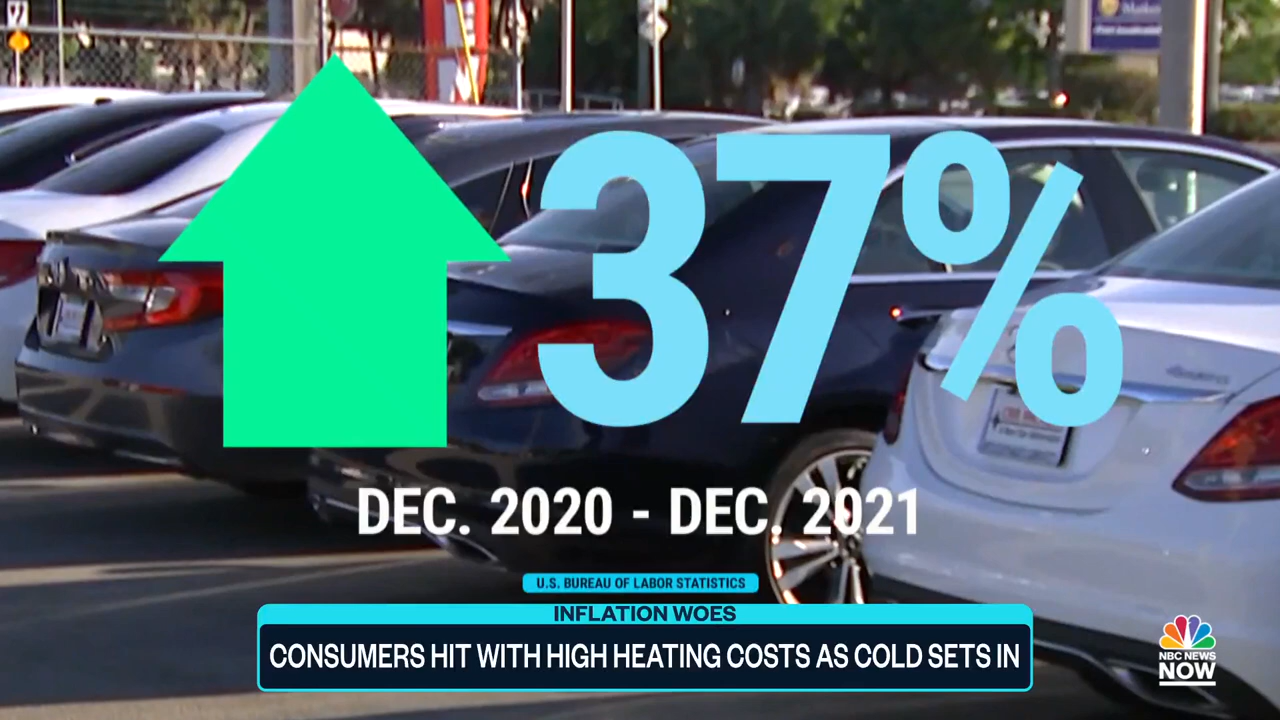 37%
DEC. 2020 - DEC. 2021
U.S. BUREAU OF LABOR STATISTICS
INFLATION WOES
CONSUMERS HIT WITH HIGH HEATING COSTS AS COLD SETS IN
NBC NEWS
NOW